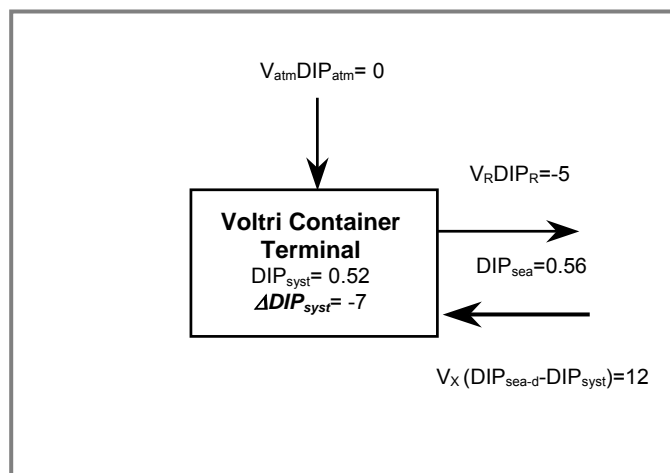 VatmDIPatm= 0
VRDIPR=-5
Voltri Container
Terminal
DIPsyst= 0.52
ΔDIPsyst= -7
DIPsea=0.56
VX (DIPsea-d-DIPsyst)=12